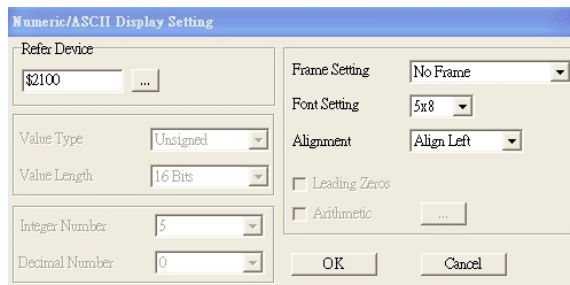 Numeric/ASCII Display Setting
Refer Device
$2100
...
Value Type
Unsigned
Value Length
16 Bits
Integer Number
5
Decimal Number
0
Frame Setting
No Frame
Font Setting
5x8
Alignment
Align Left
Leading Zeros
Arithmetic
...
OK
Cancel